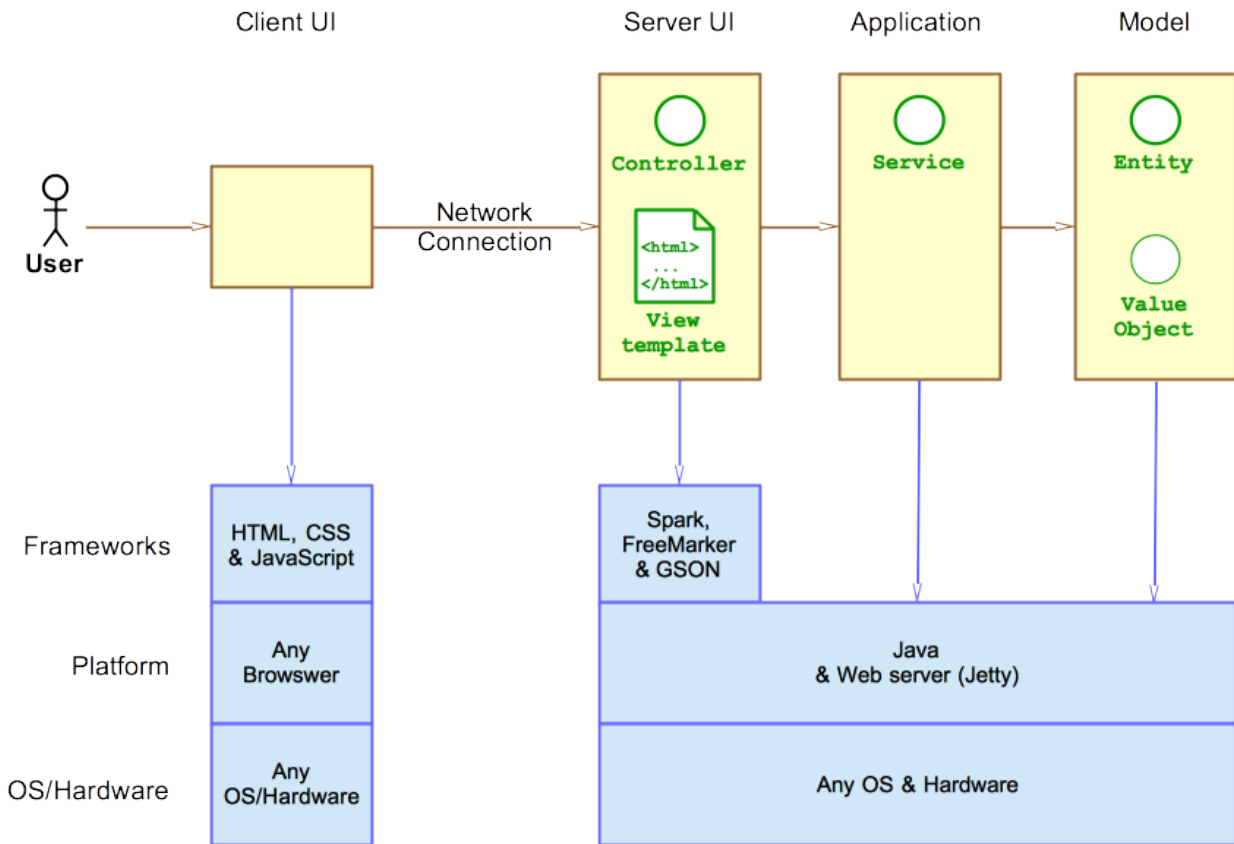 Client UI
Server UI
Application
Model
Controller
Service
Entity
User
Network
Connection
<html>
...
</html>
View
template
Value
Object
Frameworks
HTML, CSS
& JavaScript
Spark,
FreeMarker
& GSON
Platform
Any
Browswer
Java
& Web server (Jetty)
OS/Hardware
Any
OS/Hardware
Any OS & Hardware